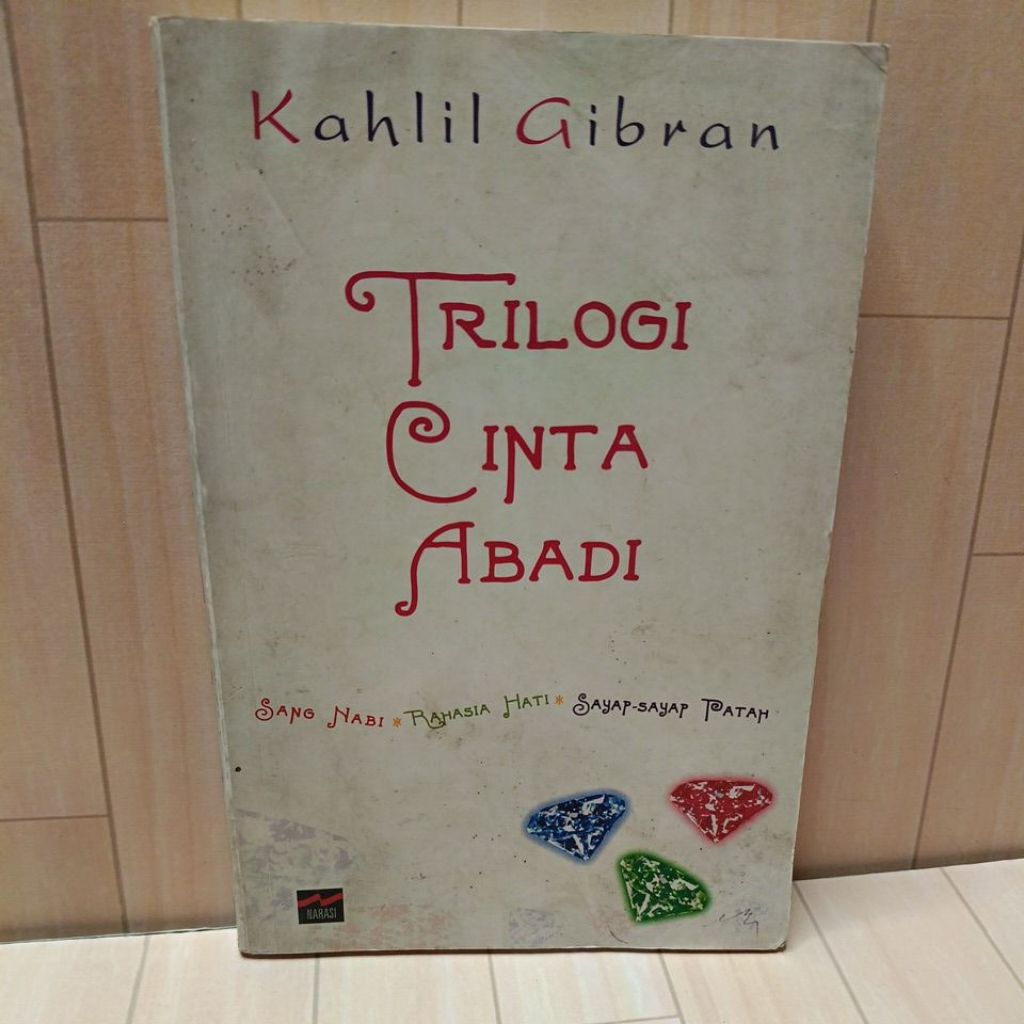 Kahlil Gibran
TRILOGI
CINTA
ABADI
SANG NABI * RAHASIA HATI * SAYAP-SAYAP PATAH
NARASI